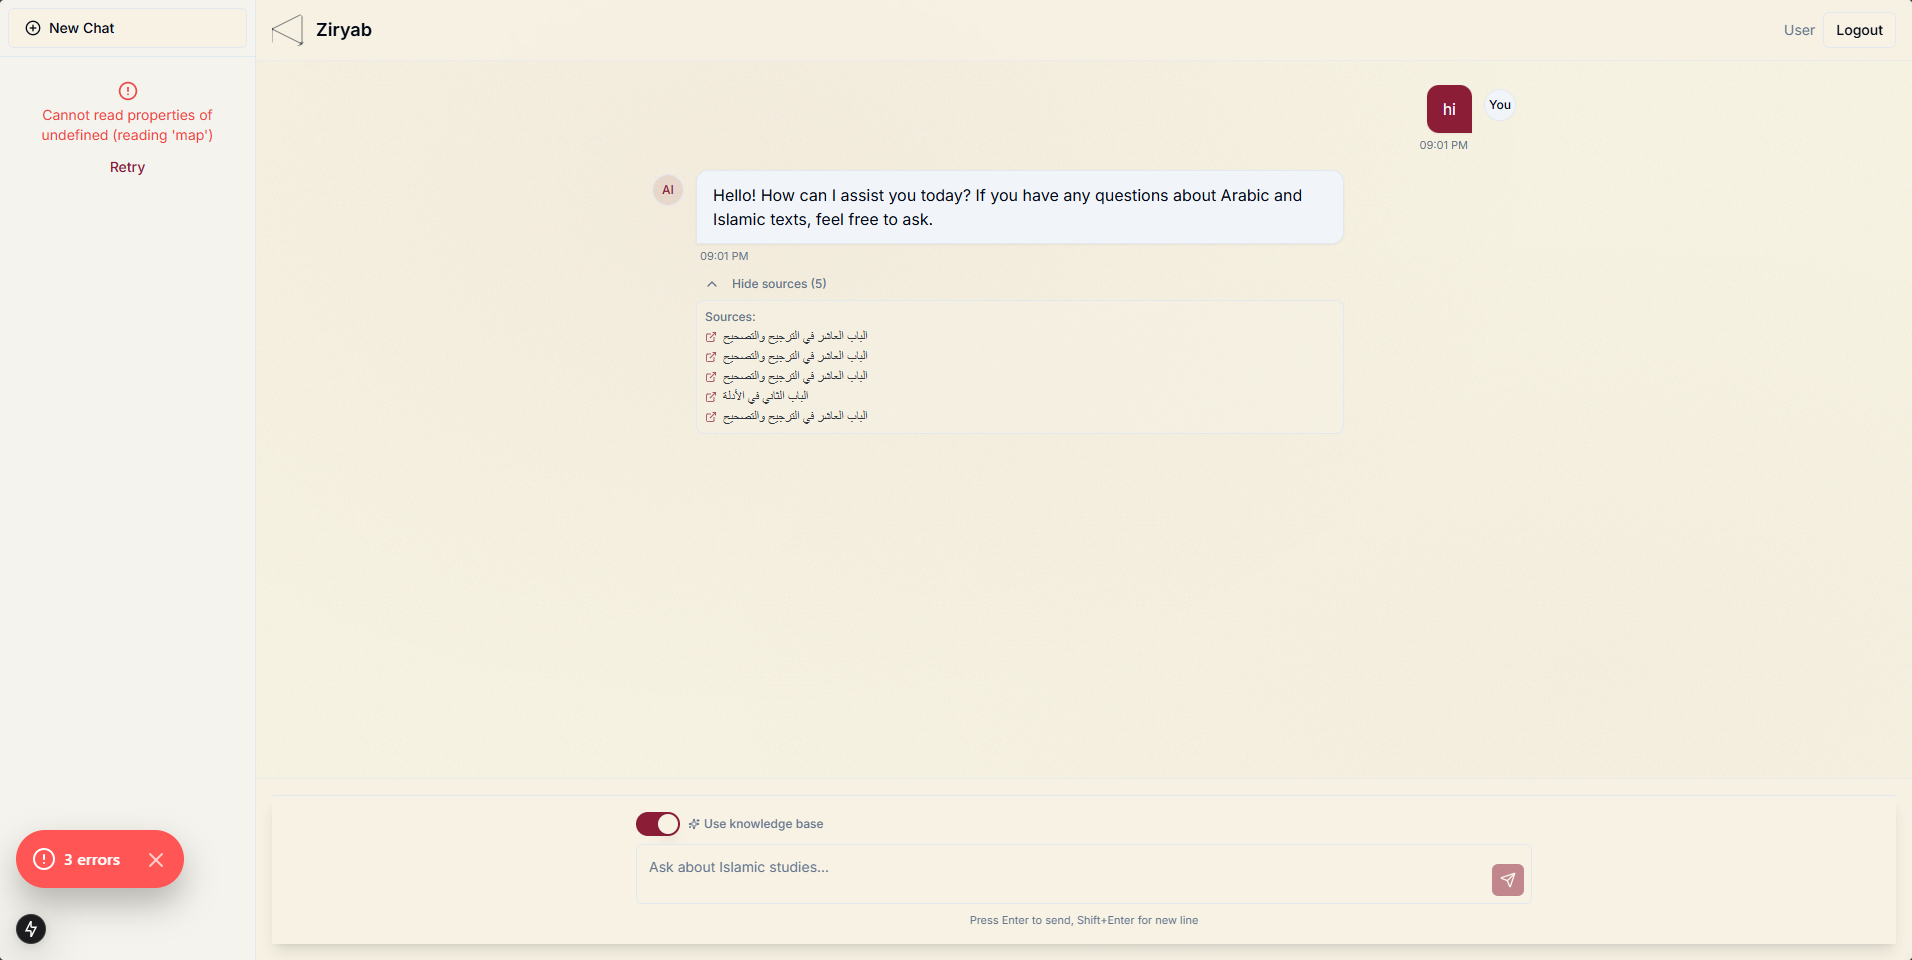 New Chat
Cannot read properties of
undefined (reading 'map')
Retry
3 errors
Ziryab
User
Logout
hi
You
09:01 PM
AI
Hello! How can I assist you today? If you have any questions about Arabic and
Islamic texts, feel free to ask.
09:01 PM
Hide sources (5)
Sources:
الباب العاشر في الترجيح والتصحيح
الباب العاشر في الترجيح والتصحيح
الباب العاشر في الترجيح والتصحيح
الباب الثاني في الأدلة
الباب العاشر في الترجيح والتصحيح
Use knowledge base
Ask about Islamic studies...
Press Enter to send, Shift+Enter for new line